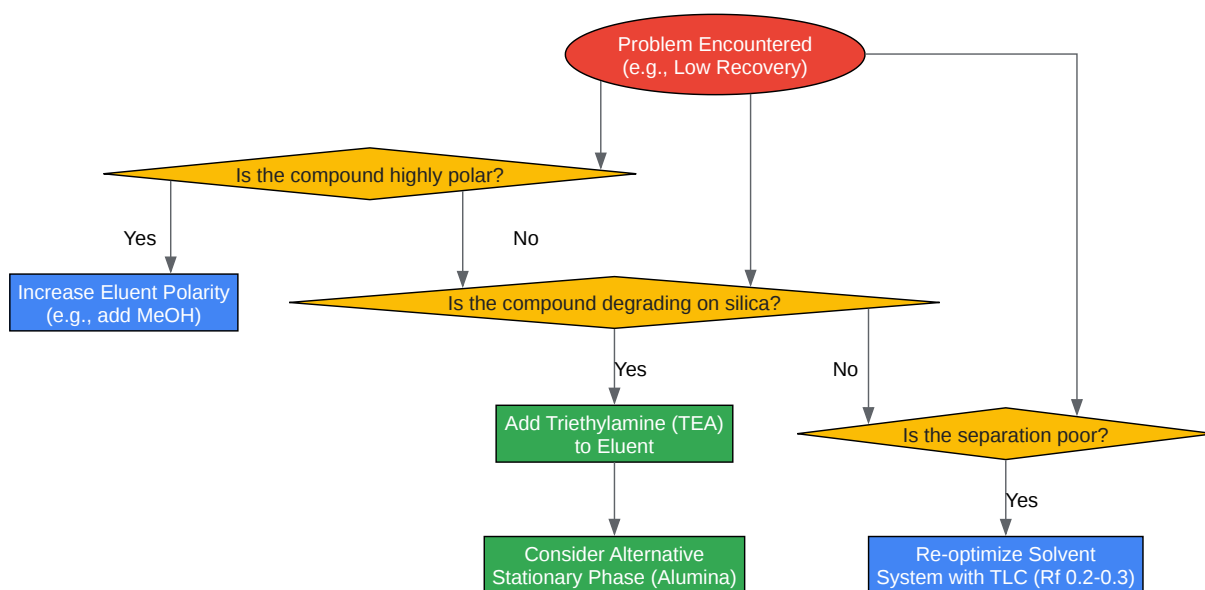 Problem Encountered
(e.g., Low Recovery)
Is the compound highly polar?
Yes
No
Increase Eluent Polarity
(e.g., add MeOH)
Is the compound degrading on silica?
Yes
No
Add Triethylamine (TEA)
to Eluent
Is the separation poor?
Yes
Consider Alternative
Stationary Phase (Alumina)
Re-optimize Solvent
System with TLC (Rf 0.2-0.3)